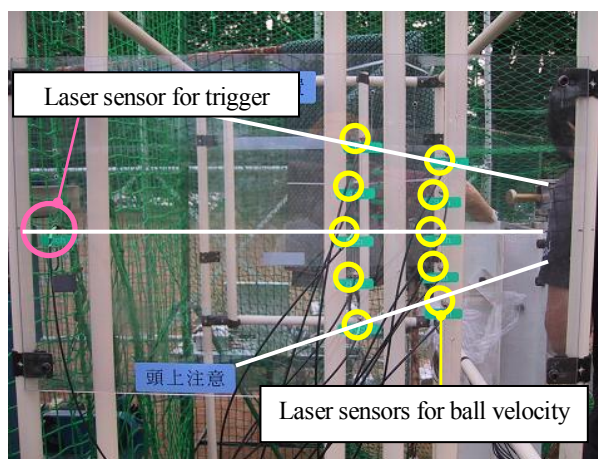 Laser sensor for trigger
頭上注意
Laser sensors for ball velocity